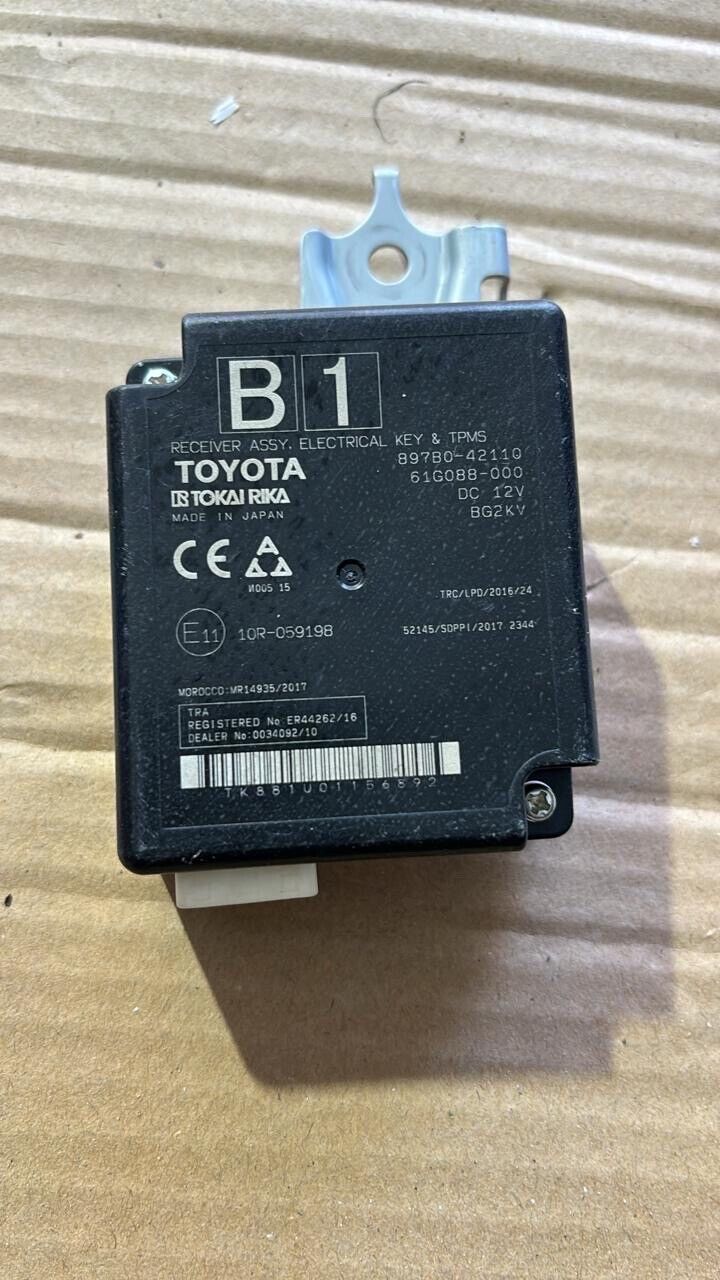 B1
RECEIVER ASSY, ELECTRICAL KEY & TPMS
897B0-42110
TOYOTA
61G088-000
TOKAI RIKA
DC 12V
MADE IN JAPAN
BG2KV
CE
И005 15
TRC/LPD/2016/24
E11
10R-059198
52145/SDPPI/2017 2344
MOROCCO:MR14935/2017
TRA
REGISTERED No:ER44262/16
DEALER No:0034092/10
TK881U01156892